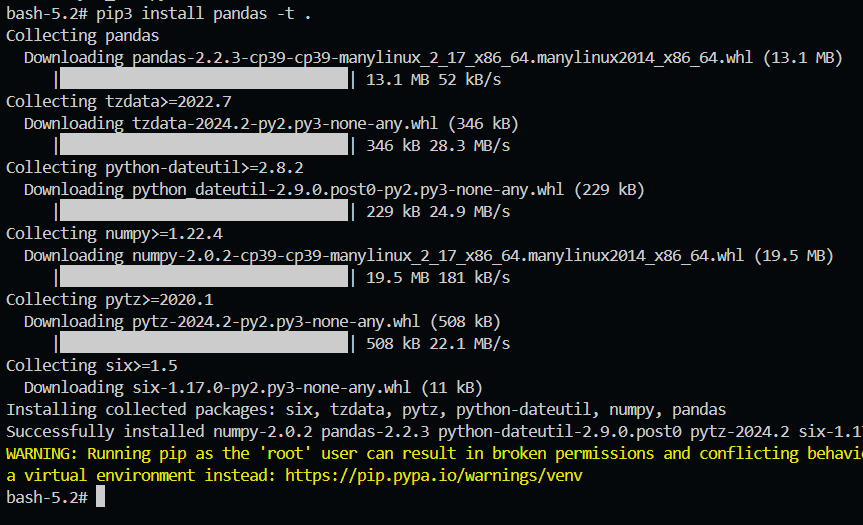 bash-5.2# pip3 install pandas -t .
Collecting pandas
Downloading pandas-2.2.3-cp39-cp39-manylinux_2_17_x86_64.manylinux2014_x86_64.whl (13.1 MB)
| | 13.1 MB 52 kB/s
Collecting tzdata>=2022.7
Downloading tzdata-2024.2-py2.py3-none-any.whl (346 kB)
| | 346 kB 28.3 MB/s
Collecting python-dateutil>=2.8.2
Downloading python_dateutil-2.9.0.post0-py2.py3-none-any.whl (229 kB)
| | 229 kB 24.9 MB/s
Collecting numpy>=1.22.4
Downloading numpy-2.0.2-cp39-cp39-manylinux_2_17_x86_64.manylinux2014_x86_64.whl (19.5 MB)
| | 19.5 MB 181 kB/s
Collecting pytz>=2020.1
Downloading pytz-2024.2-py2.py3-none-any.whl (508 kB)
| | 508 kB 22.1 MB/s
Collecting six>=1.5
Downloading six-1.17.0-py2.py3-none-any.whl (11 kB)
Installing collected packages: six, tzdata, pytz, python-dateutil, numpy, pandas
Successfully installed numpy-2.0.2 pandas-2.2.3 python-dateutil-2.9.0.post0 pytz-2024.2 six-1.1
WARNING: Running pip as the 'root' user can result in broken permissions and conflicting behavi
a virtual environment instead: https://pip.pypa.io/warnings/venv
bash-5.2#